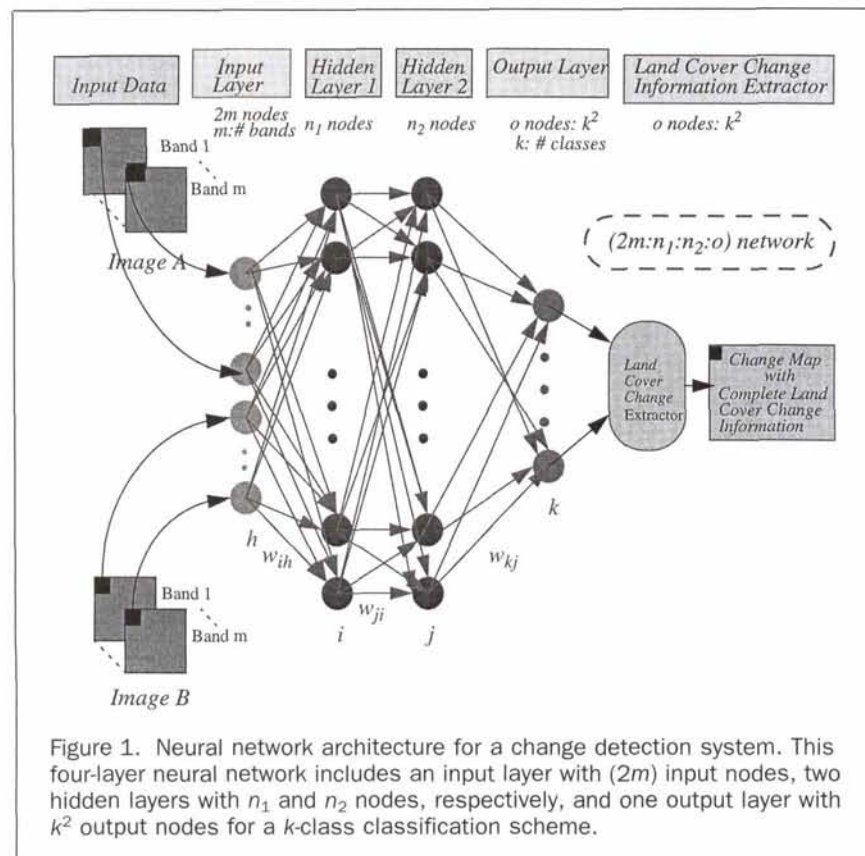 Input Data
Input
Layer
Hidden
Layer 1
Hidden
Layer 2
Output Layer
Land Cover Change
Information Extractor
2m nodes
m:# bands
n₁ nodes
n₂ nodes
o nodes: k²
k: # classes
o nodes: k²
Band 1
Band m
Image A
(2m:n₁:n₂:o) network
Land
Cover
Change
Extractor
Change Map
with
Complete Land
Cover Change
Information
h
w_ih
k
w_kj
Band 1
Band m
w_ji
i
j
Image B
Figure 1. Neural network architecture for a change detection system. This
four-layer neural network includes an input layer with (2m) input nodes, two
hidden layers with n₁ and n₂ nodes, respectively, and one output layer with
k² output nodes for a k-class classification scheme.